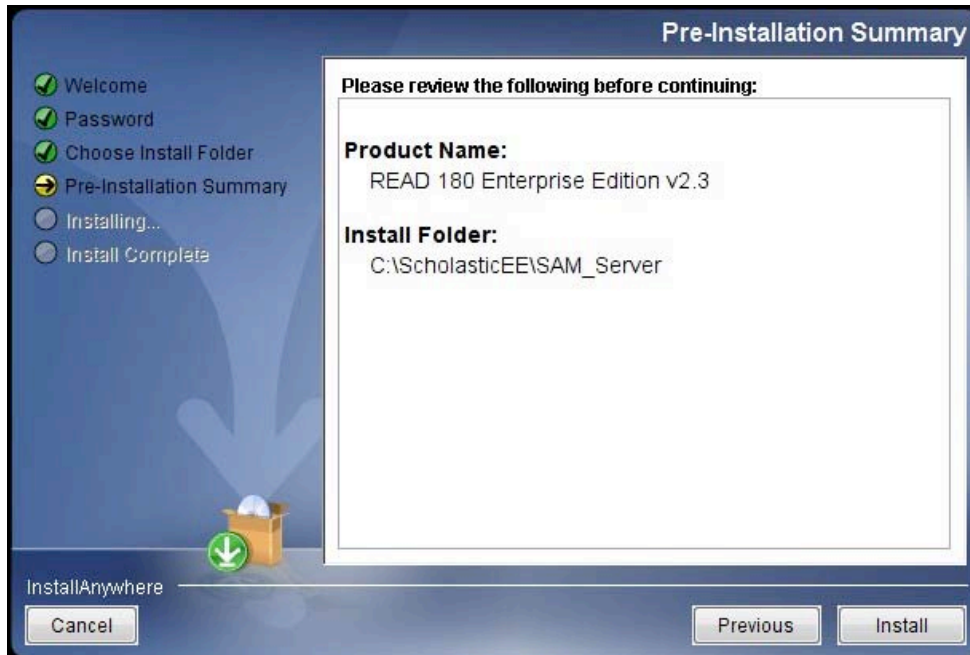 Pre-Installation Summary
Welcome
Password
Choose Install Folder
Pre-Installation Summary
Installing...
Install Complete
Please review the following before continuing:
Product Name:
READ 180 Enterprise Edition v2.3
Install Folder:
C:\ScholasticEE\SAM_Server
InstallAnywhere
Cancel
Previous
Install